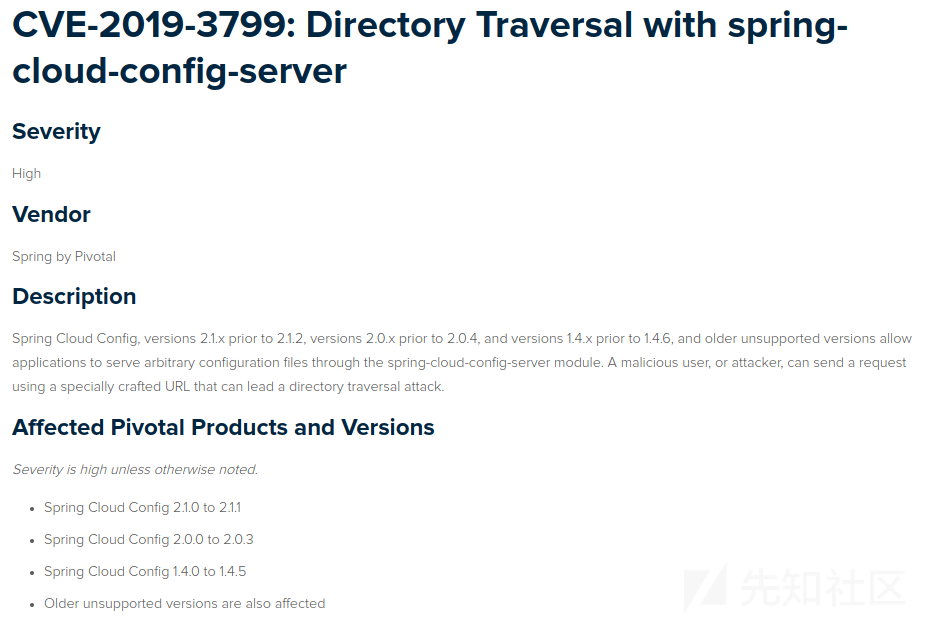 CVE-2019-3799: Directory Traversal with spring-
cloud-config-server
Severity
High
Vendor
Spring by Pivotal
Description
Spring Cloud Config, versions 2.1.x prior to 2.1.2, versions 2.0.x prior to 2.0.4, and versions 1.4.x prior to 1.4.6, and older unsupported versions allow
applications to serve arbitrary configuration files through the spring-cloud-config-server module. A malicious user, or attacker, can send a request
using a specially crafted URL that can lead a directory traversal attack.
Affected Pivotal Products and Versions
Severity is high unless otherwise noted.
• Spring Cloud Config 2.1.0 to 2.1.1
• Spring Cloud Config 2.0.0 to 2.0.3
• Spring Cloud Config 1.4.0 to 1.4.5
• Older unsupported versions are also affected
先知社区